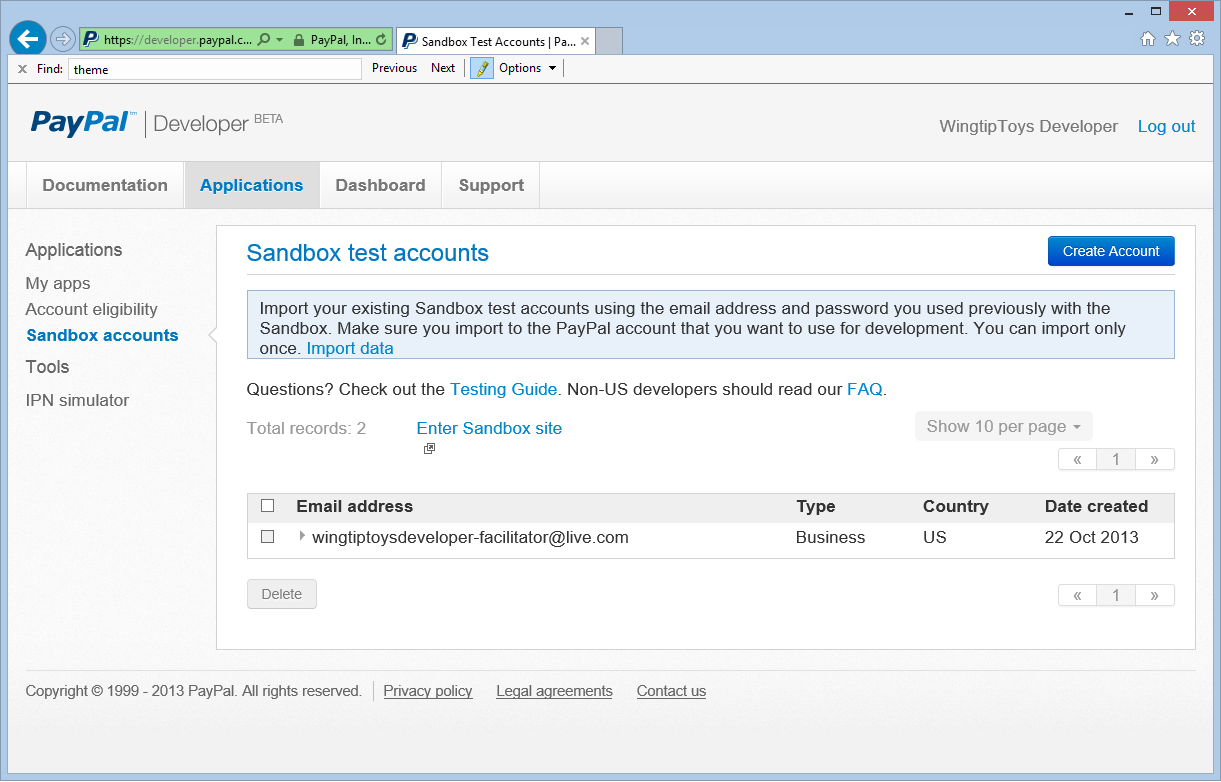 https://developer.paypal.c... PayPal, In... Sandbox Test Accounts | Pa...
Find: theme Previous Next Options
PayPal™ Developer BETA
WingtipToys Developer Log out
Documentation Applications Dashboard Support
Applications
My apps
Account eligibility
Sandbox accounts
Tools
IPN simulator
Sandbox test accounts
Create Account
Import your existing Sandbox test accounts using the email address and password you used previously with the
Sandbox. Make sure you import to the PayPal account that you want to use for development. You can import only
once. Import data
Questions? Check out the Testing Guide. Non-US developers should read our FAQ.
Total records: 2 Enter Sandbox site Show 10 per page
« 1 »
Email address Type Country Date created
wingtiptoysdeveloper-facilitator@live.com Business US 22 Oct 2013
Delete « 1 »
Copyright © 1999 - 2013 PayPal. All rights reserved. Privacy policy Legal agreements Contact us